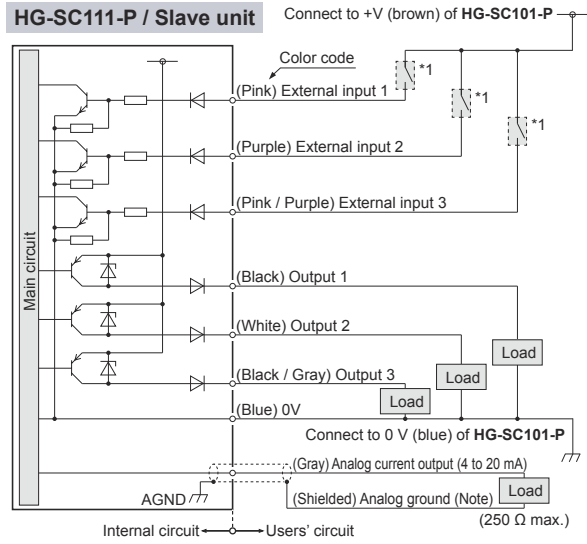 HG-SC111-P / Slave unit
Connect to +V (brown) of HG-SC101-P
Color code
*1
(Pink) External input 1
*1
*1
(Purple) External input 2
(Pink / Purple) External input 3
Main circuit
(Black) Output 1
(White) Output 2
Load
Load
(Black / Gray) Output 3
Load
(Blue) 0V
Connect to 0 V (blue) of HG-SC101-P
(Gray) Analog current output (4 to 20 mA)
AGND
(Shielded) Analog ground (Note)
Load
(250 Ω max.)
Internal circuit
Users' circuit